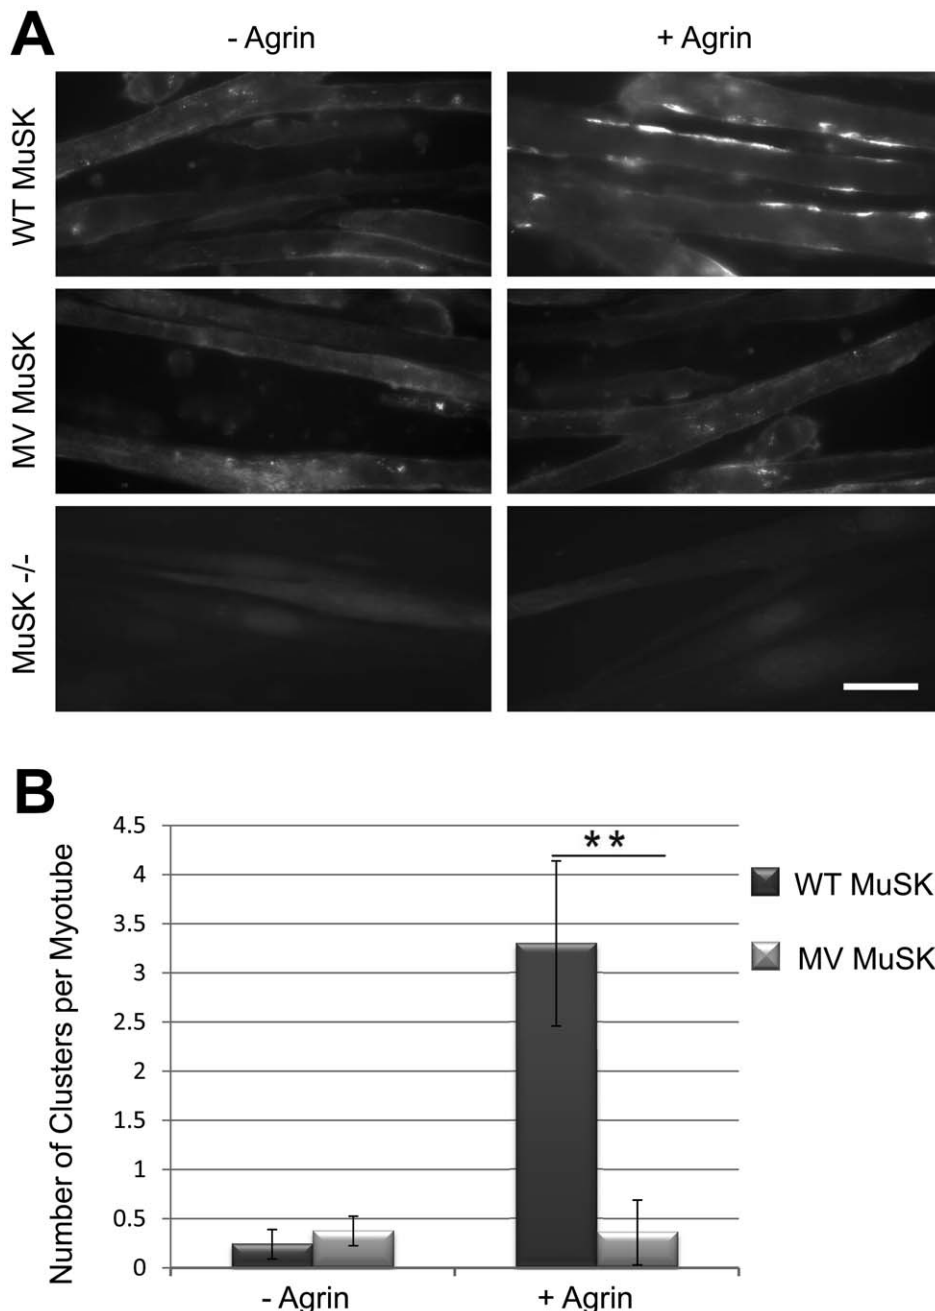 A
- Agrin
+ Agrin
WT MuSK
MV MuSK
MuSK -/-
B
Number of Clusters per Myotube
4.5
4
3.5
3
2.5
2
1.5
1
0.5
0
**
WT MuSK
MV MuSK
- Agrin
+ Agrin